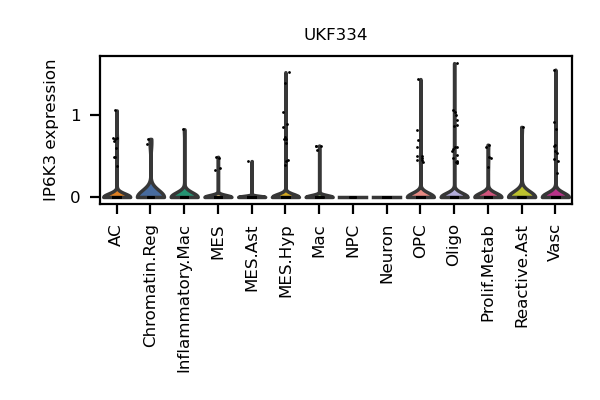 UKF334
IP6K3 expression
1
0
AC
Chromatin.Reg
Inflammatory.Mac
MES
MES.Ast
MES.Hyp
Mac
NPC
Neuron
OPC
Oligo
Prolif.Metab
Reactive.Ast
Vasc